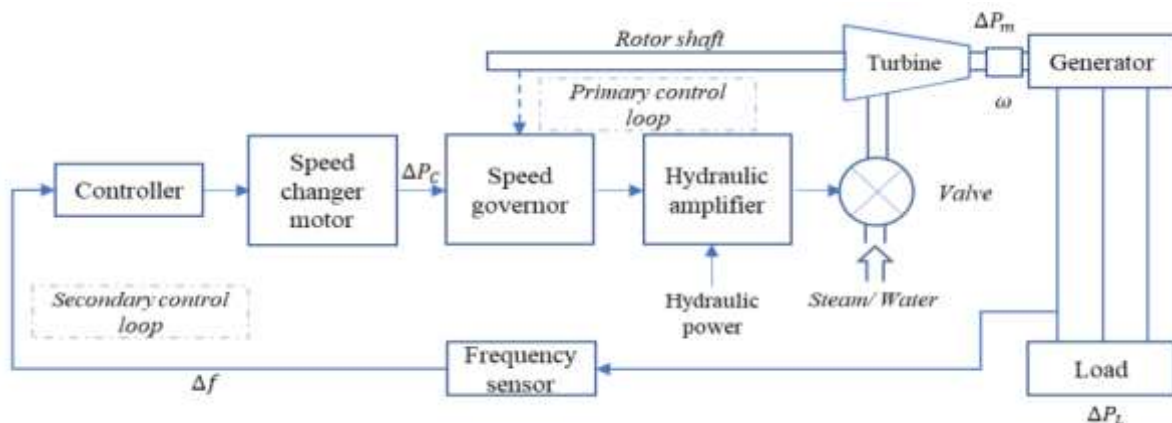 ΔP_m
Rotor shaft
Turbine
Generator
ω
Primary control
loop
Controller
Speed
changer
motor
ΔP_C
Speed
governor
Hydraulic
amplifier
Valve
Secondary control
loop
Hydraulic
power
Steam/ Water
Frequency
sensor
Δf
Load
ΔP_L